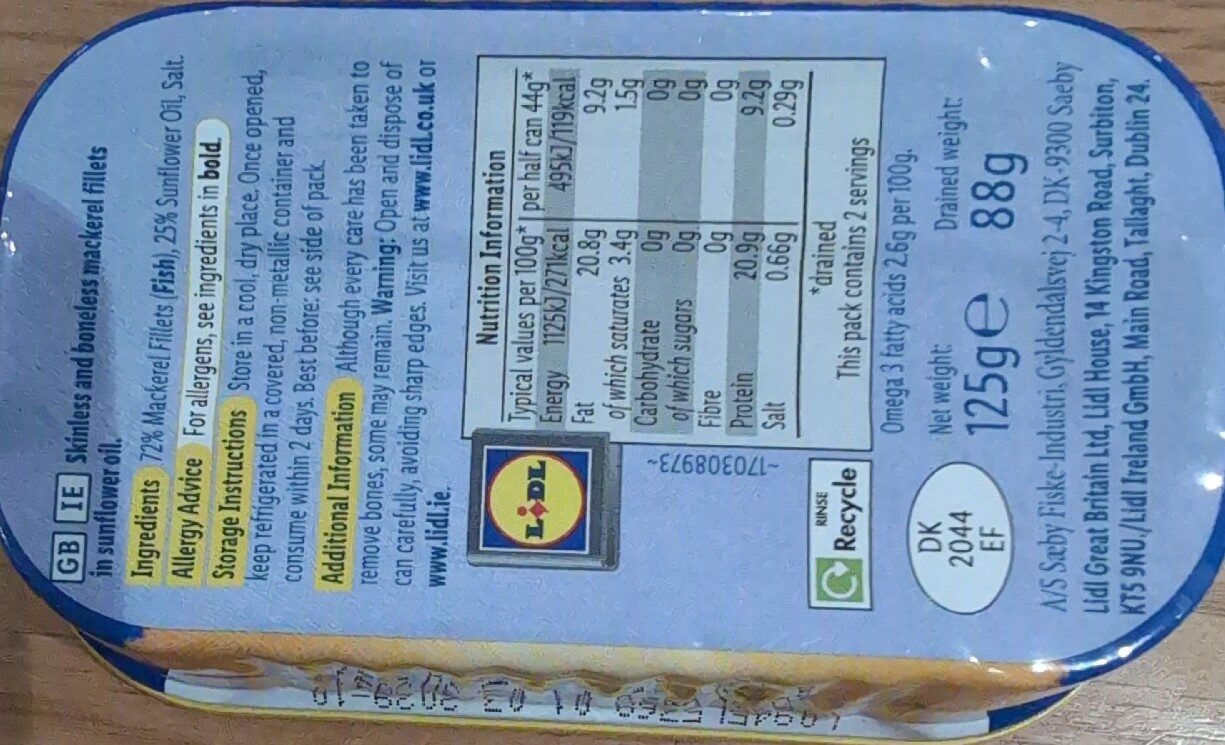 GB IE Skinless and boneless mackerel fillets
in sunflower oil.
Ingredients 72% Mackerel Fillets (Fish), 25% Sunflower Oil, Salt.
Allergy Advice For allergens, see ingredients in bold.
Storage Instructions Store in a cool, dry place. Once opened,
keep refrigerated in a covered, non-metallic container and
consume within 2 days. Best before: see side of pack.
Additional Information Although every care has been taken to
remove bones, some may remain. Warning: Open and dispose of
can carefully, avoiding sharp edges. Visit us at www.lidl.co.uk or
www.lidl.ie.
LIDL
Nutrition Information
Typical values per 100g* per half can 44g*
Energy 1125kJ/271kcal 495kJ/119kcal
Fat 20.8g 9.2g
of which saturates 3.4g 1.5g
Carbohydrate 0g 0g
of which sugars 0g 0g
Fibre 0g 0g
Protein 20.9g 9.2g
Salt 0.66g 0.29g
*drained
This pack contains 2 servings
~170308973~
RINSE
Recycle
Omega 3 fatty acids 2.6g per 100g.
DK
2044
EF
Net weight: Drained weight:
125g e 88g
A/S Sæby Fiske-Industri, Gyldendalsvej 2-4, DK-9300 Saeby
Lidl Great Britain Ltd, Lidl House, 14 Kingston Road, Surbiton,
KT5 9NU./Lidl Ireland GmbH, Main Road, Tallaght, Dublin 24.